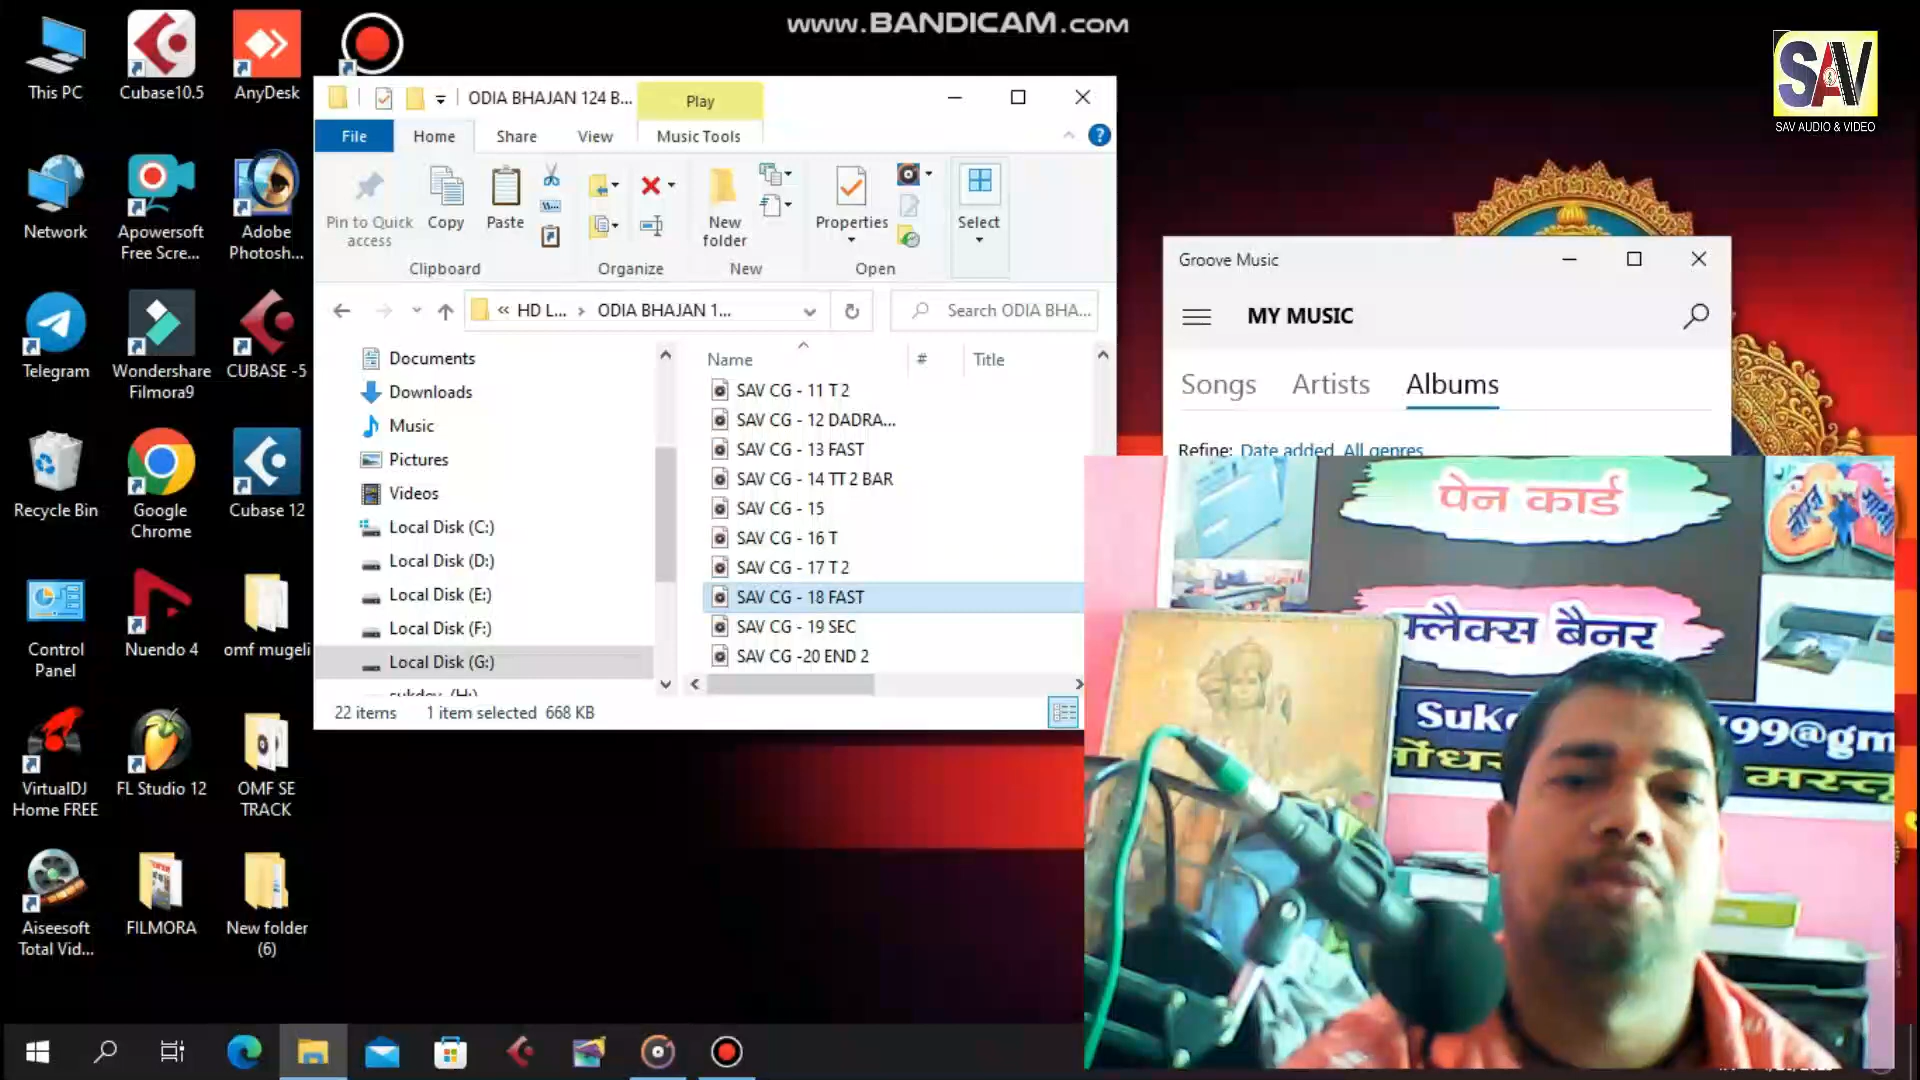 www.BANDICAM.com
SAV
SAV AUDIO & VIDEO
This PC
Cubase10.5
AnyDesk
Network
Apowersoft
Free Scre...
Adobe
Photosh...
Telegram
Wondershare
Filmora9
CUBASE -5
Recycle Bin
Google
Chrome
Cubase 12
Control
Panel
Nuendo 4
omf mugeli
VirtualDJ
Home FREE
FL Studio 12
OMF SE
TRACK
Aiseesoft
Total Vid...
FILMORA
New folder
(6)
ODIA BHAJAN 124 B...
Play
File
Home
Share
View
Music Tools
Pin to Quick
access
Copy
Paste
New
folder
Properties
Select
Clipboard
Organize
New
Open
« HD L... › ODIA BHAJAN 1...
Search ODIA BHA...
Documents
Downloads
Music
Pictures
Videos
Local Disk (C:)
Local Disk (D:)
Local Disk (E:)
Local Disk (F:)
Local Disk (G:)
Name # Title
SAV CG - 11 T 2
SAV CG - 12 DADRA...
SAV CG - 13 FAST
SAV CG - 14 TT 2 BAR
SAV CG - 15
SAV CG - 16 T
SAV CG - 17 T 2
SAV CG - 18 FAST
SAV CG - 19 SEC
SAV CG -20 END 2
22 items 1 item selected 668 KB
Groove Music
MY MUSIC
Songs Artists Albums
Refine: Date added All genres
पेन कार्ड
फ्लैक्स बैनर
y99@gm